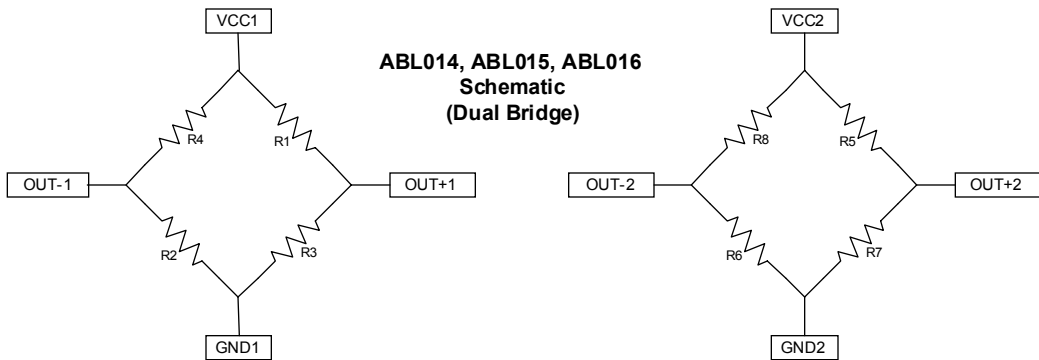 VCC1
VCC2
ABL014, ABL015, ABL016
Schematic
(Dual Bridge)
R4
R1
R8
R5
OUT-1
OUT+1
OUT-2
OUT+2
R2
R3
R6
R7
GND1
GND2